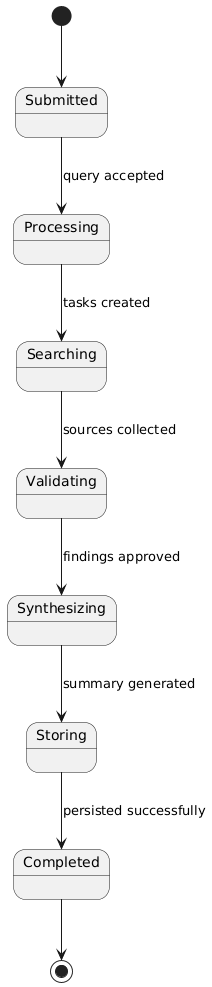 Submitted
query accepted
Processing
tasks created
Searching
sources collected
Validating
findings approved
Synthesizing
summary generated
Storing
persisted successfully
Completed